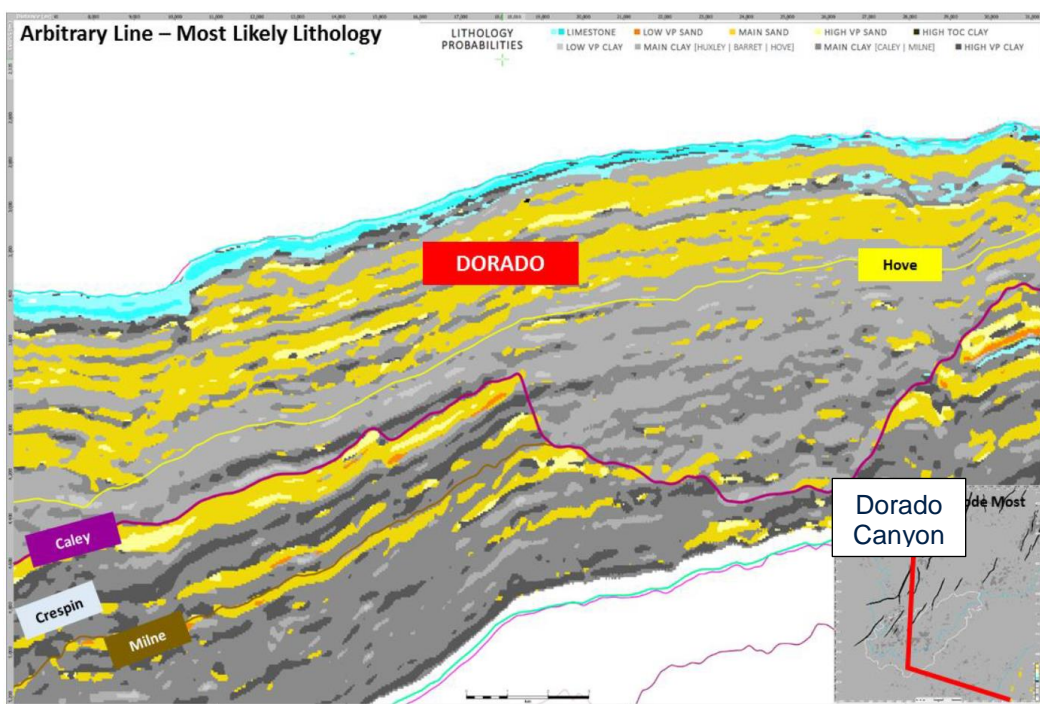 Arbitrary Line – Most Likely Lithology
LITHOLOGY
PROBABILITIES
LIMESTONE LOW VP SAND MAIN SAND HIGH VP SAND HIGH TOC CLAY
LOW VP CLAY MAIN CLAY [HUXLEY | BARRET | HOVE] MAIN CLAY [CALEY | MILNE] HIGH VP CLAY
DORADO
Hove
Caley
Crespin
Milne
Dorado
Canyon
ode Most